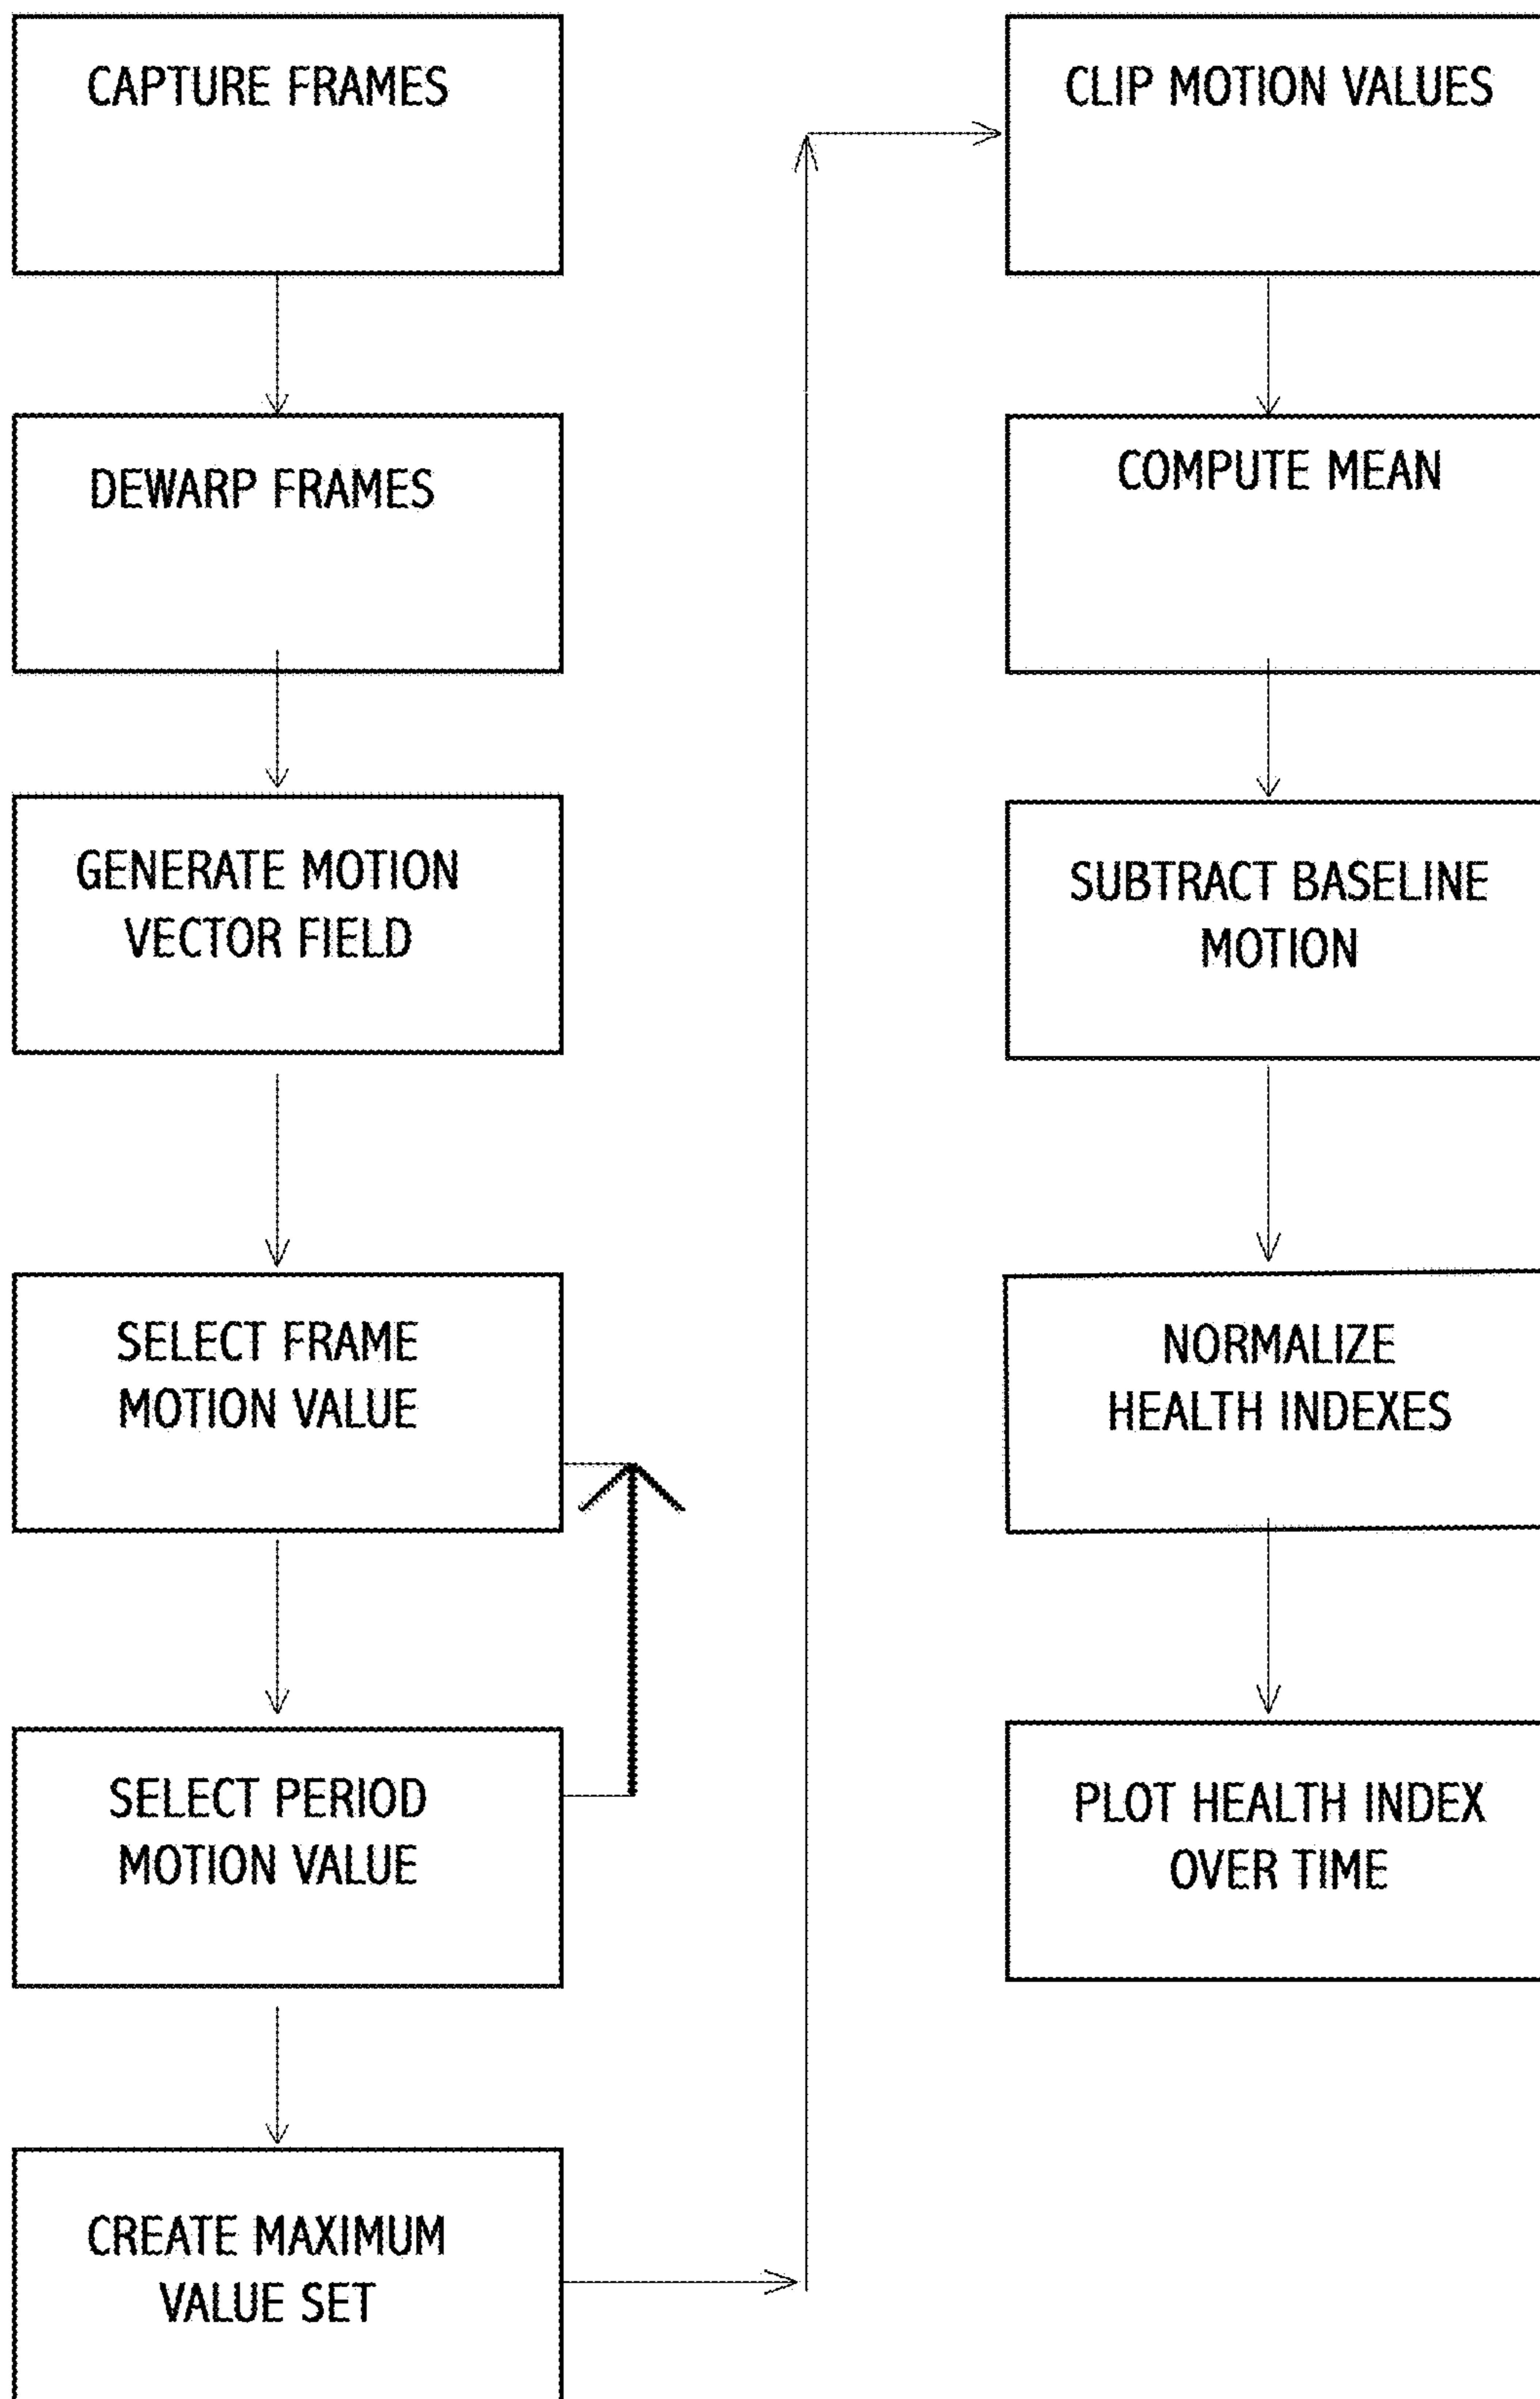 CAPTURE FRAMES
DEWARP FRAMES
GENERATE MOTION
VECTOR FIELD
SELECT FRAME
MOTION VALUE
SELECT PERIOD
MOTION VALUE
CREATE MAXIMUM
VALUE SET
CLIP MOTION VALUES
COMPUTE MEAN
SUBTRACT BASELINE
MOTION
NORMALIZE
HEALTH INDEXES
PLOT HEALTH INDEX
OVER TIME